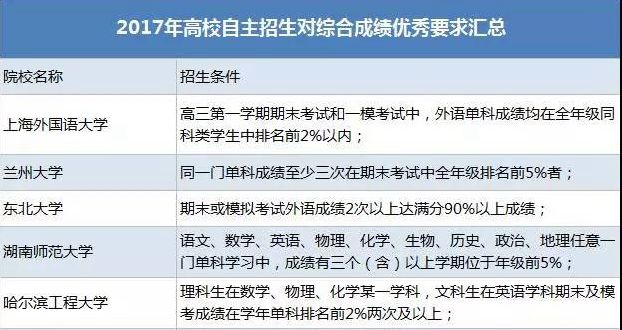 2017年高校自主招生对综合成绩优秀要求汇总
院校名称 招生条件
上海外国语大学 高三第一学期期末考试和一模考试中，外语单科成绩均在全年级同
科类学生中排名前2%以内；
兰州大学 同一门单科成绩至少三次在期末考试中全年级排名前5%者；
东北大学 期末或模拟考试外语成绩2次以上达满分90%以上成绩；
湖南师范大学 语文、数学、英语、物理、化学、生物、历史、政治、地理任意一
门单科学习中，成绩有三个（含）以上学期位于年级前5%；
哈尔滨工程大学 理科生在数学、物理、化学某一学科，文科生在英语学科期末及模
考成绩在学年单科排名前2%两次及以上；